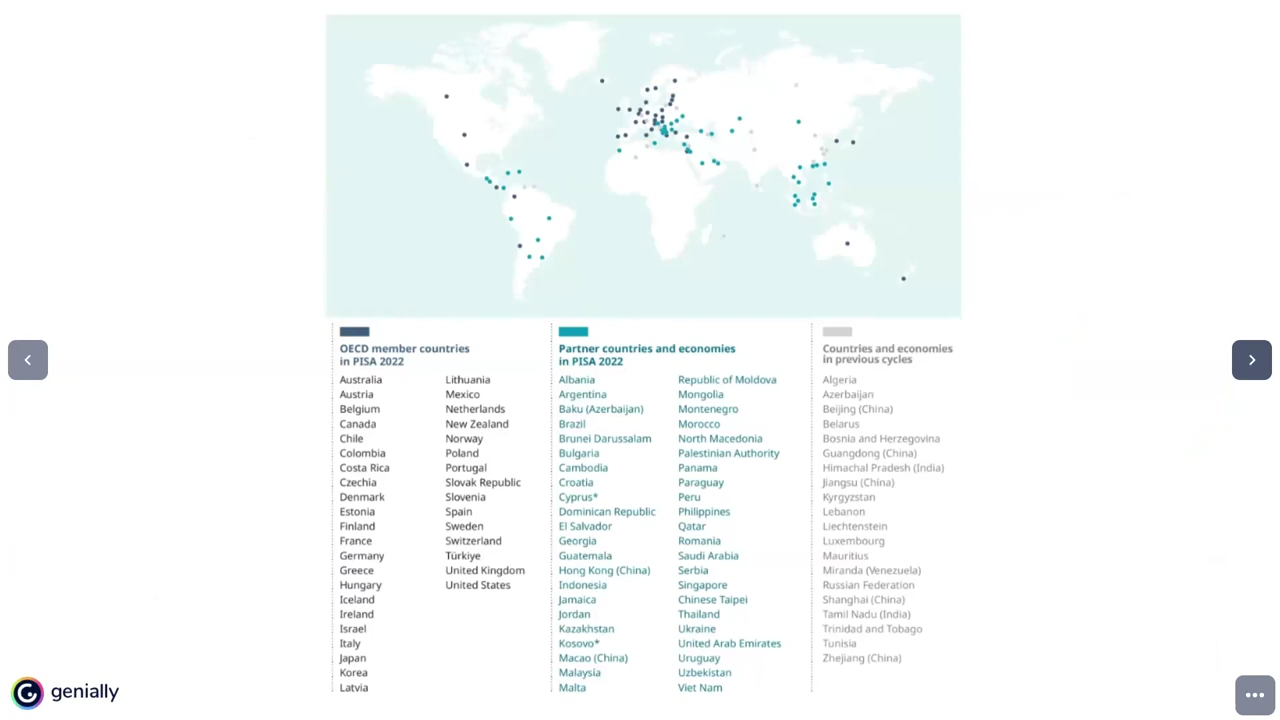 OECD member countries
in PISA 2022
Australia
Austria
Belgium
Canada
Chile
Colombia
Costa Rica
Czechia
Denmark
Estonia
Finland
France
Germany
Greece
Hungary
Iceland
Ireland
Israel
Italy
Japan
Korea
Latvia
Lithuania
Mexico
Netherlands
New Zealand
Norway
Poland
Portugal
Slovak Republic
Slovenia
Spain
Sweden
Switzerland
Türkiye
United Kingdom
United States
Partner countries and economies
in PISA 2022
Albania
Argentina
Baku (Azerbaijan)
Brazil
Brunei Darussalam
Bulgaria
Cambodia
Croatia
Cyprus*
Dominican Republic
El Salvador
Georgia
Guatemala
Hong Kong (China)
Indonesia
Jamaica
Jordan
Kazakhstan
Kosovo*
Macao (China)
Malaysia
Malta
Republic of Moldova
Mongolia
Montenegro
Morocco
North Macedonia
Palestinian Authority
Panama
Paraguay
Peru
Philippines
Qatar
Romania
Saudi Arabia
Serbia
Singapore
Chinese Taipei
Thailand
Ukraine
United Arab Emirates
Uruguay
Uzbekistan
Viet Nam
Countries and economies
in previous cycles
Algeria
Azerbaijan
Beijing (China)
Belarus
Bosnia and Herzegovina
Guangdong (China)
Himachal Pradesh (India)
Jiangsu (China)
Kyrgyzstan
Lebanon
Liechtenstein
Luxembourg
Mauritius
Miranda (Venezuela)
Russian Federation
Shanghai (China)
Tamil Nadu (India)
Trinidad and Tobago
Tunisia
Zhejiang (China)
genially